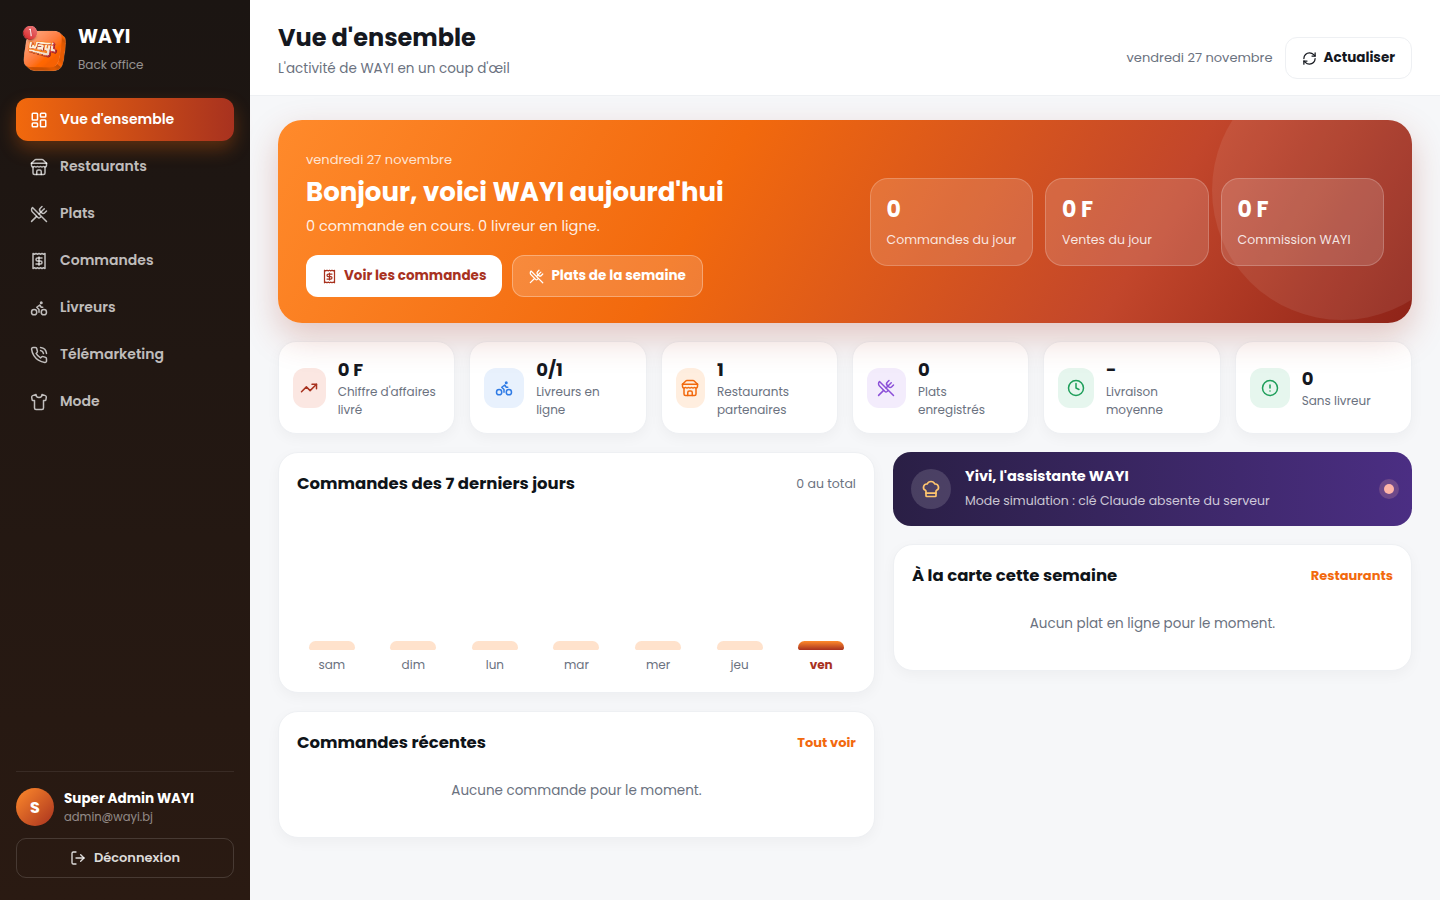 WAYI
WAYI
Back office
Vue d'ensemble
Restaurants
Plats
Commandes
Livreurs
Télémarketing
Mode
S
Super Admin WAYI
admin@wayi.bj
Déconnexion
Vue d'ensemble
L'activité de WAYI en un coup d'œil
vendredi 27 novembre
Actualiser
vendredi 27 novembre
Bonjour, voici WAYI aujourd'hui
0 commande en cours. 0 livreur en ligne.
Voir les commandes
Plats de la semaine
0
Commandes du jour
0 F
Ventes du jour
0 F
Commission WAYI
0 F
Chiffre d'affaires
livré
0/1
Livreurs en
ligne
1
Restaurants
partenaires
0
Plats
enregistrés
–
Livraison
moyenne
0
Sans livreur
Commandes des 7 derniers jours
0 au total
sam
dim
lun
mar
mer
jeu
ven
Commandes récentes
Tout voir
Aucune commande pour le moment.
Yivi, l'assistante WAYI
Mode simulation : clé Claude absente du serveur
À la carte cette semaine
Restaurants
Aucun plat en ligne pour le moment.